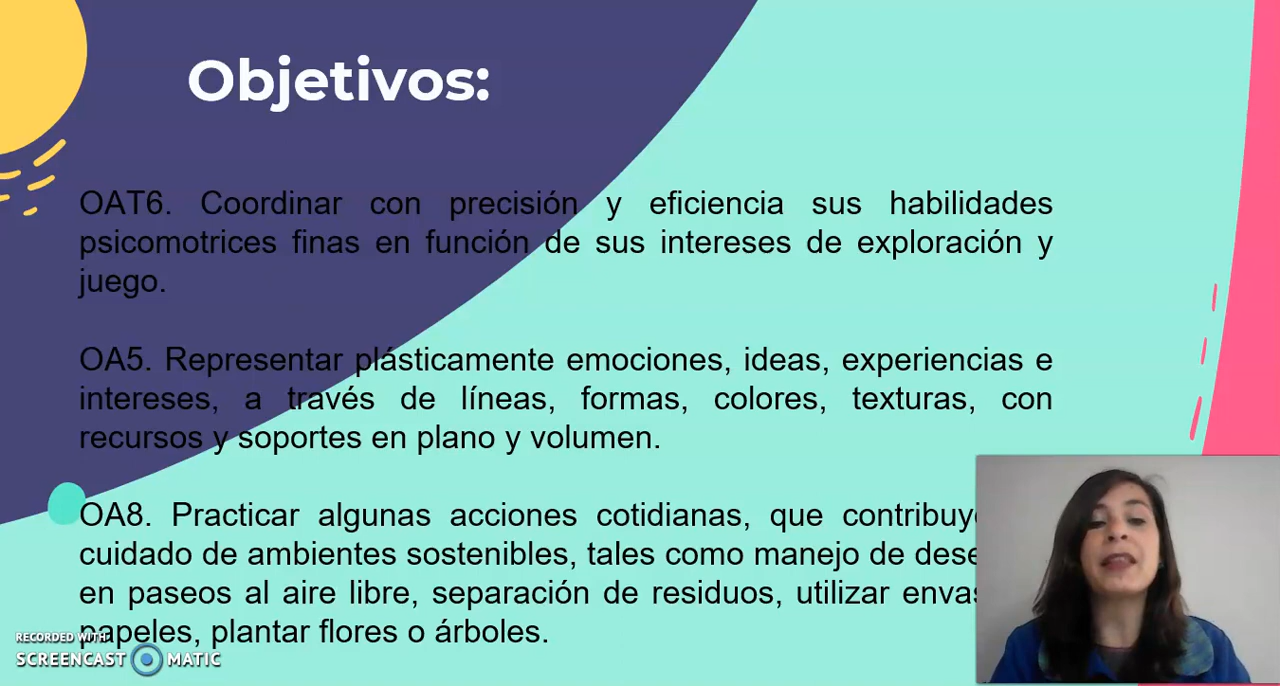 Objetivos:
OAT6. Coordinar con precisión y eficiencia sus habilidades
psicomotrices finas en función de sus intereses de exploración y
juego.
OA5. Representar plásticamente emociones, ideas, experiencias e
intereses, a través de líneas, formas, colores, texturas, con
recursos y soportes en plano y volumen.
OA8. Practicar algunas acciones cotidianas, que
cuidado de ambientes sostenibles, tales como manejo de
en paseos al aire libre, separación de residuos, utilizar
papeles, plantar flores o árboles.
RECORDED WITH
SCREENCAST MATIC